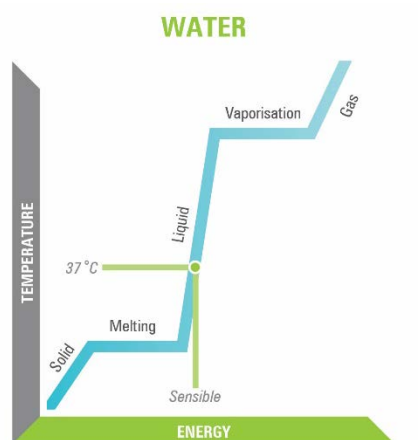 WATER
Vaporisation
Gas
Liquid
TEMPERATURE
37˚C
Melting
Solid
Sensible
ENERGY